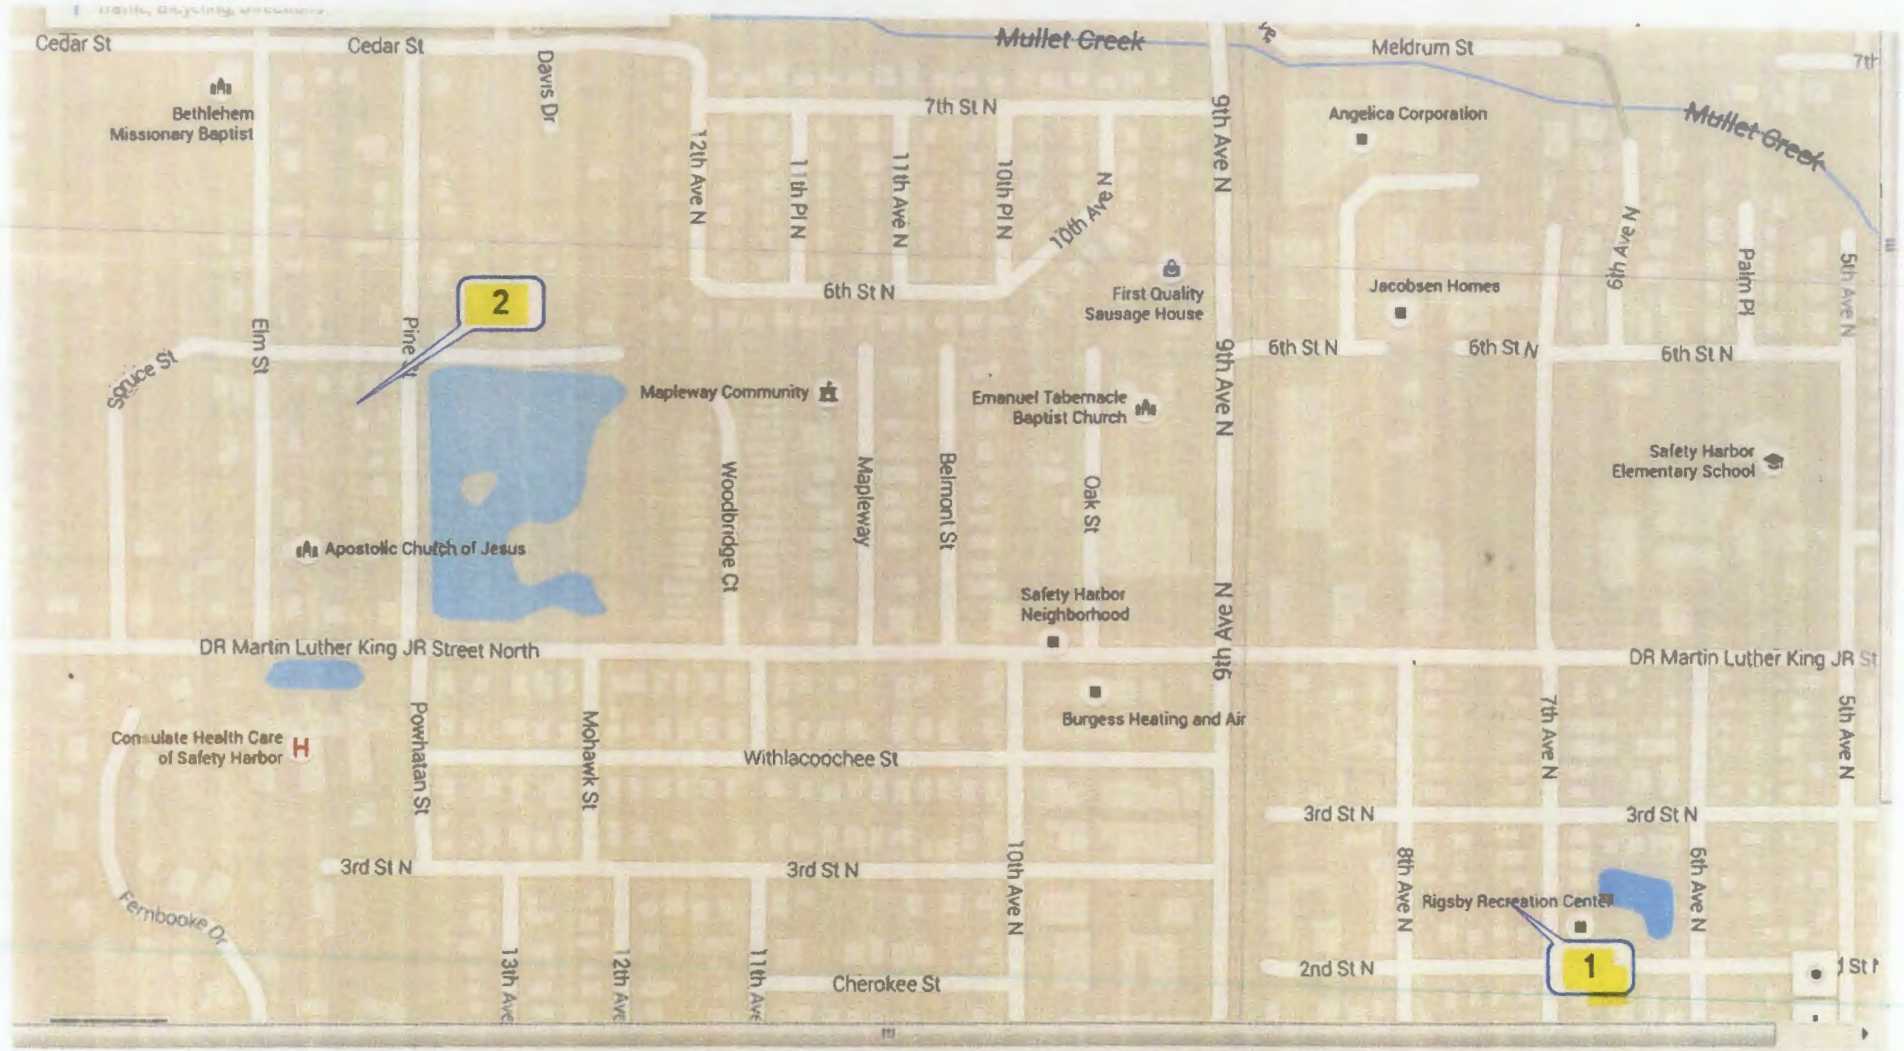 Traffic, Bicycling, Directions
Cedar St
Cedar St
Davis Dr
Mullet Creek
Meldrum St
7th
Bethlehem
Missionary Baptist
7th St N
9th Ave N
Angelica Corporation
Mullet Creek
12th Ave N
11th Pl N
11th Ave N
10th Pl N
10th Ave N
6th Ave N
Palm Pl
5th Ave N
2
6th St N
First Quality
Sausage House
Jacobsen Homes
Elm St
Pine St
Spruce St
9th Ave N
6th St N
6th St N
6th St N
Mapleway Community
Emanuel Tabernacle
Baptist Church
Safety Harbor
Elementary School
Woodbridge Ct
Mapleway
Belmont St
Oak St
Apostolic Church of Jesus
Safety Harbor
Neighborhood
9th Ave N
DR Martin Luther King JR Street North
DR Martin Luther King JR St
Burgess Heating and Air
Consulate Health Care
of Safety Harbor
H
Powhatan St
Mohawk St
Withlacoochee St
7th Ave N
5th Ave N
3rd St N
3rd St N
3rd St N
3rd St N
10th Ave N
8th Ave N
6th Ave N
Rigsby Recreation Center
Fernbooke Dr
13th Ave
12th Ave
11th Ave
Cherokee St
2nd St N
1
St N